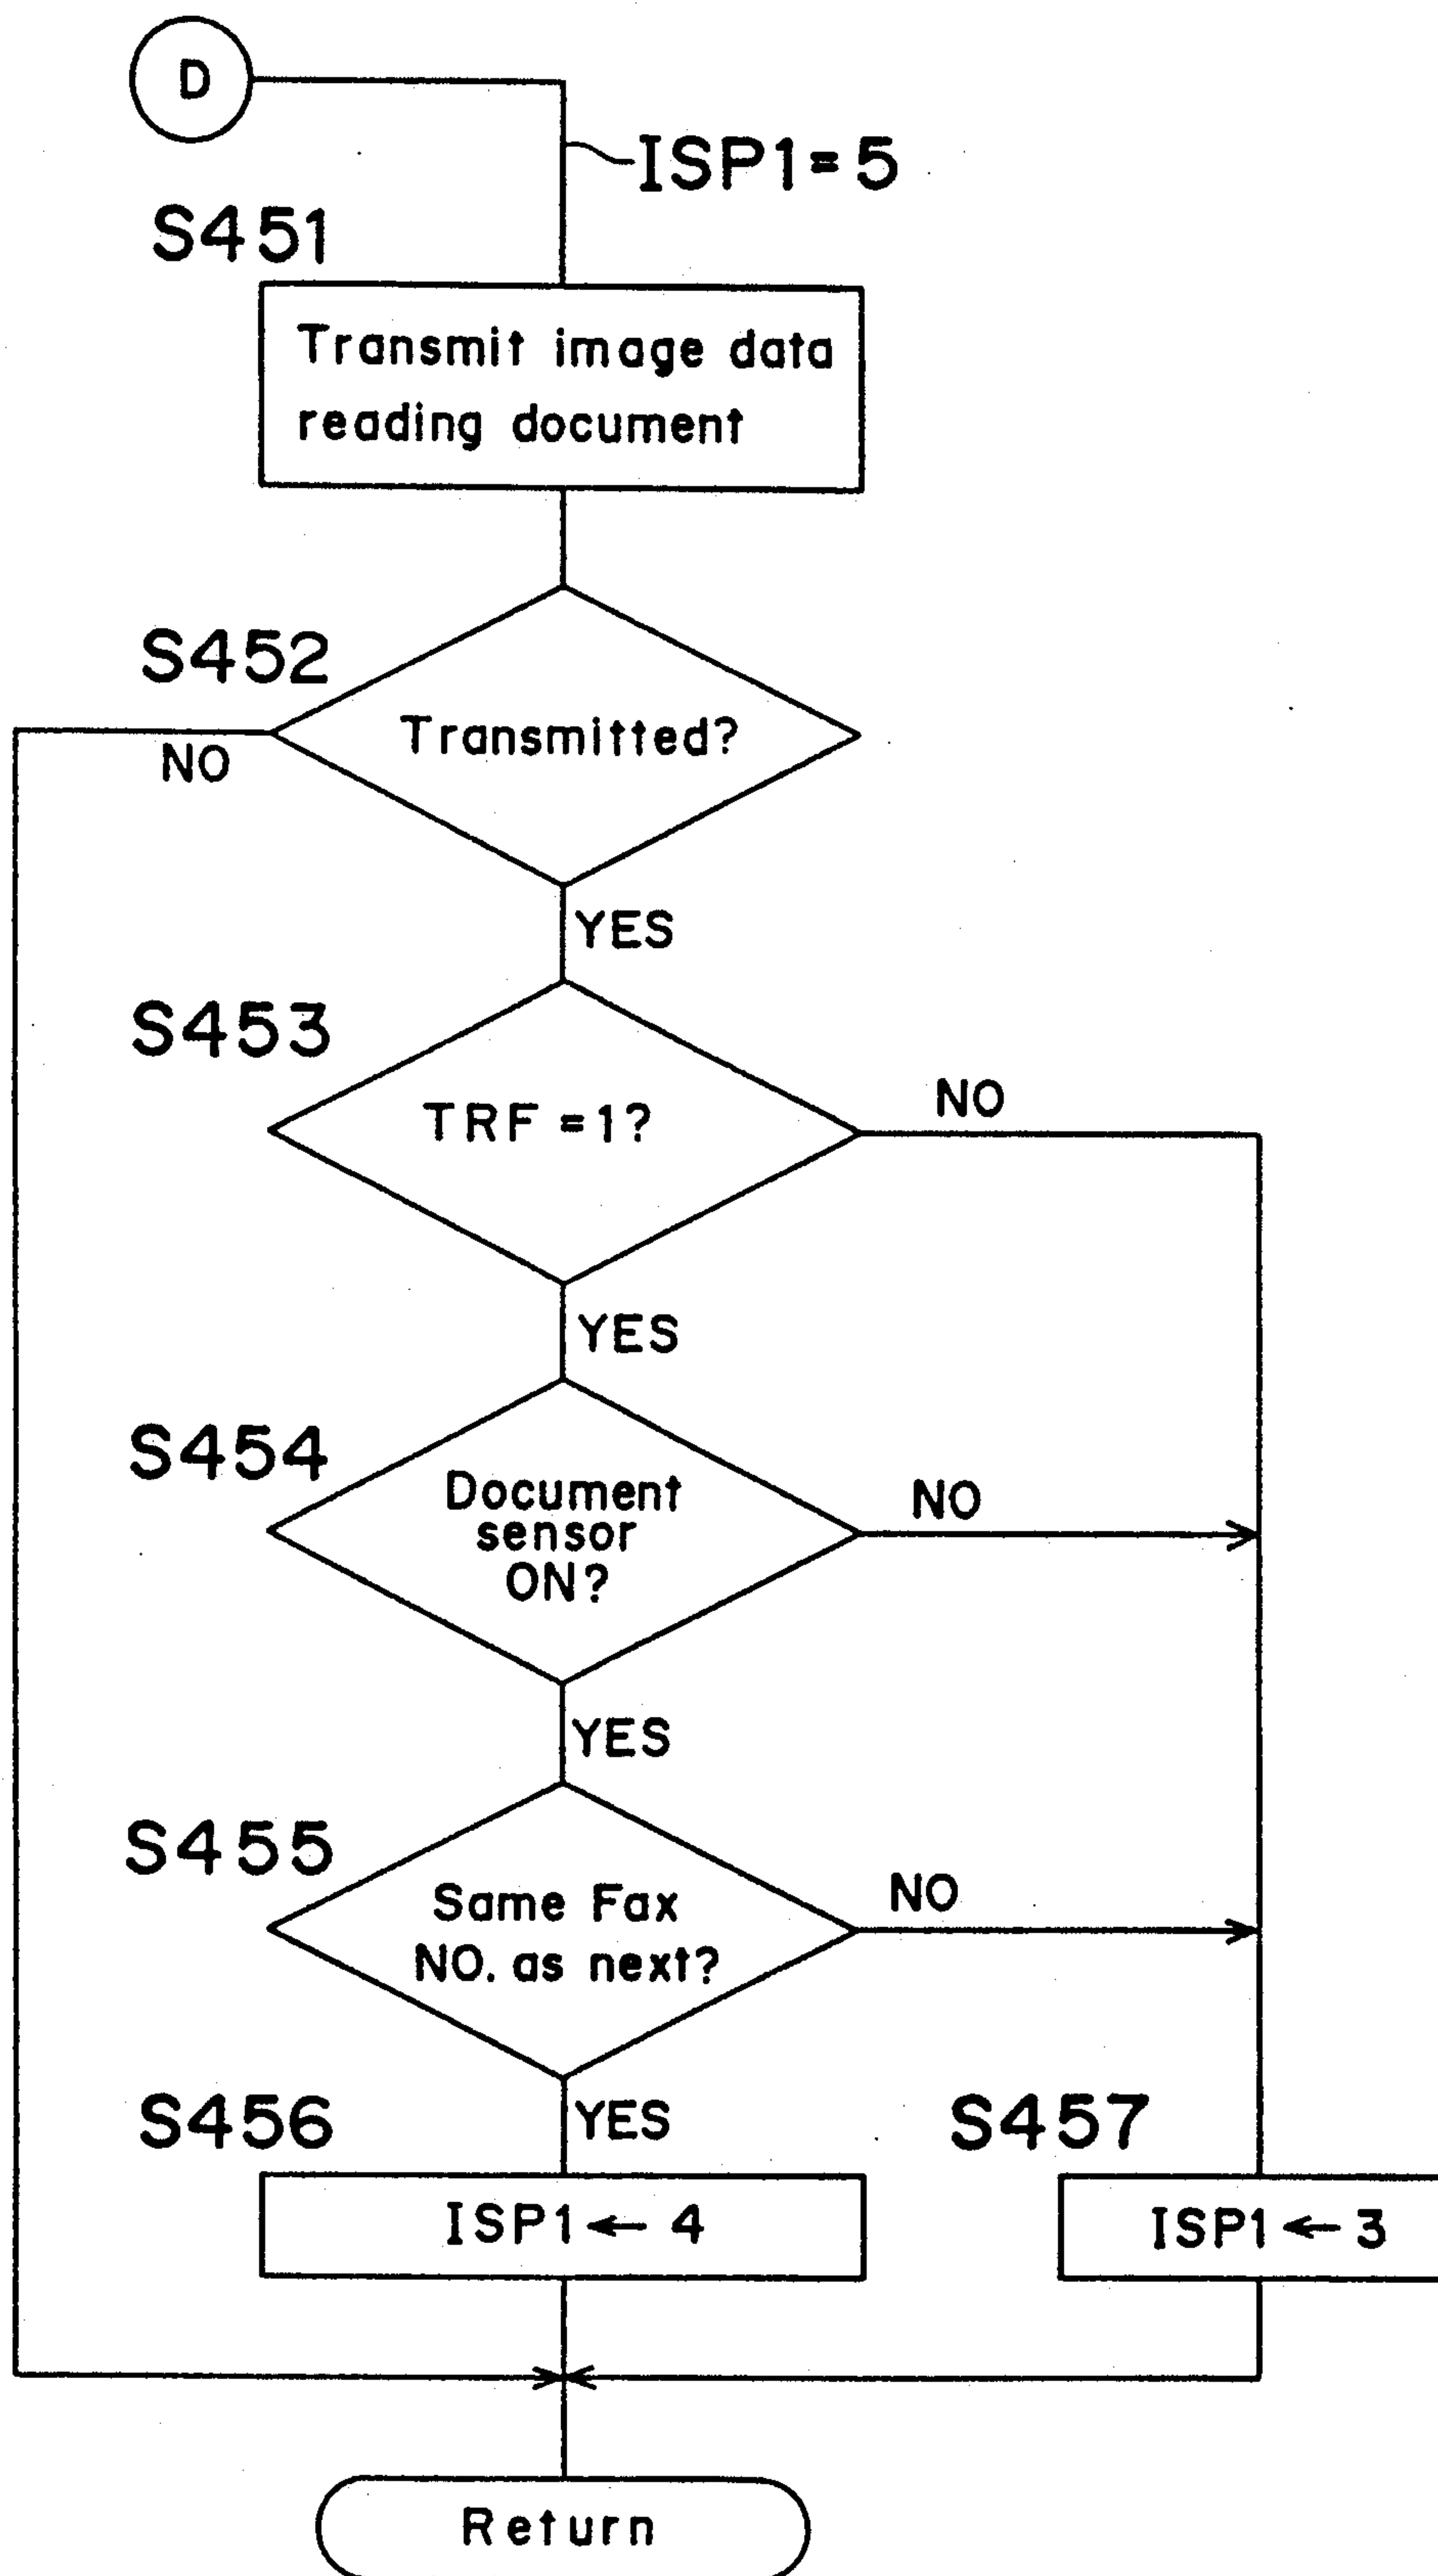 D
ISP1=5
S451
Transmit image data
reading document
S452
Transmitted?
NO
YES
S453
TRF=1?
NO
YES
S454
Document
sensor
ON?
NO
YES
S455
Same Fax
NO. as next?
NO
YES
S456
ISP1←4
S457
ISP1←3
Return